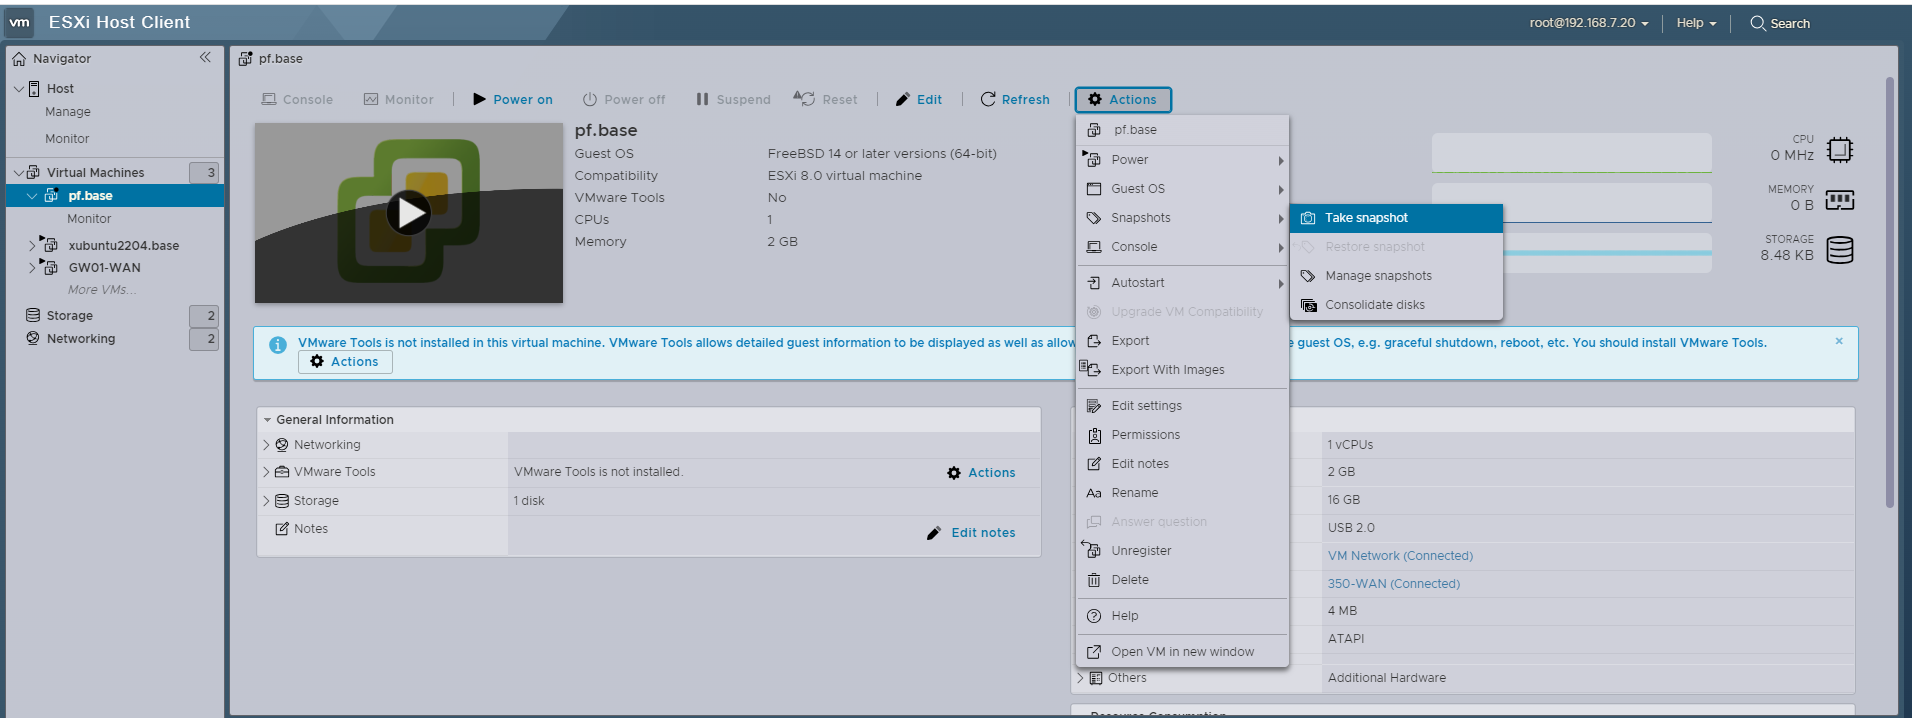 vm ESXi Host Client root@192.168.7.20 Help Search
Navigator
Host
Manage
Monitor
Virtual Machines 3
pf.base
Monitor
xubuntu2204.base
GW01-WAN
More VMs...
Storage 2
Networking 2
pf.base
Console Monitor Power on Power off Suspend Reset Edit Refresh Actions
pf.base
Guest OS FreeBSD 14 or later versions (64-bit)
Compatibility ESXi 8.0 virtual machine
VMware Tools No
CPUs 1
Memory 2 GB
CPU
0 MHz
MEMORY
0 B
STORAGE
8.48 KB
pf.base
Power
Guest OS
Snapshots
Console
Autostart
Upgrade VM Compatibility
Export
Export With Images
Edit settings
Permissions
Edit notes
Rename
Answer question
Unregister
Delete
Help
Open VM in new window
Take snapshot
Restore snapshot
Manage snapshots
Consolidate disks
VMware Tools is not installed in this virtual machine. VMware Tools allows detailed guest information to be displayed as well as allow
guest OS, e.g. graceful shutdown, reboot, etc. You should install VMware Tools.
Actions
General Information
Networking
VMware Tools VMware Tools is not installed. Actions
Storage 1 disk
Notes Edit notes
1 vCPUs
2 GB
16 GB
USB 2.0
VM Network (Connected)
350-WAN (Connected)
4 MB
ATAPI
Others Additional Hardware